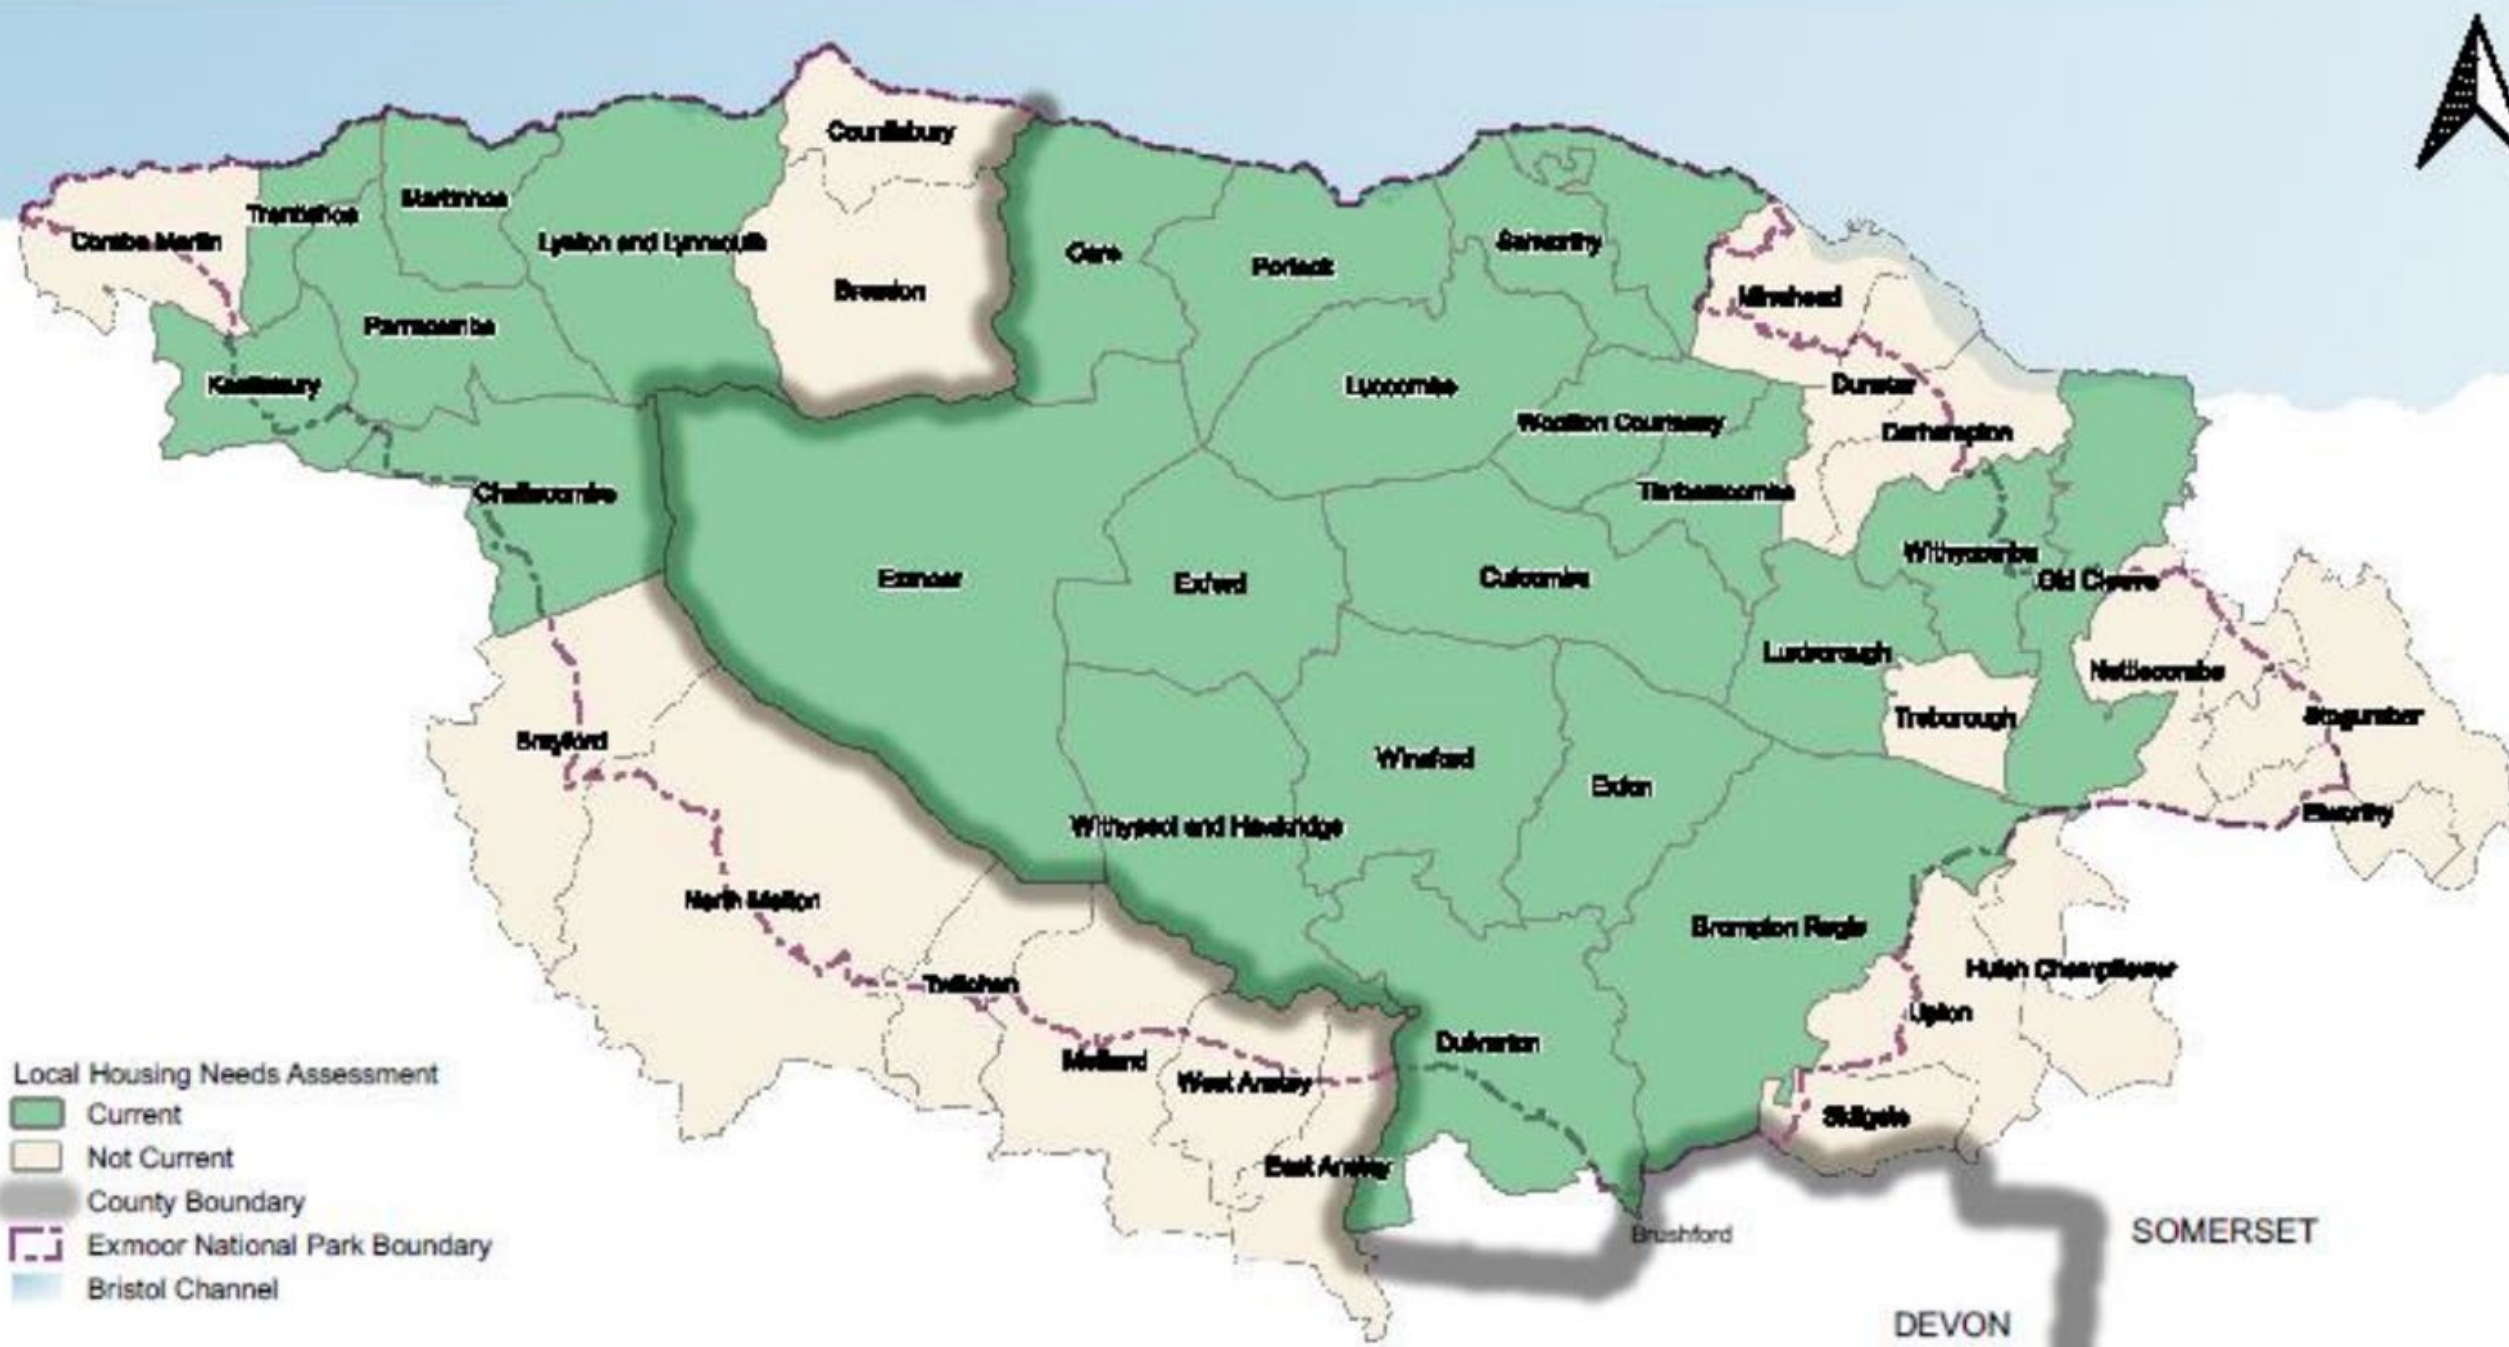 Countisbury
Martinhoe
Trentishoe
Combe Martin
Lynton and Lynmouth
Oare
Porlock
Selworthy
Brendon
Minehead
Parracombe
Kentisbury
Luccombe
Dunster
Wootton Courtenay
Carhampton
Challacombe
Timberscombe
Withycombe
Exmoor
Exford
Cutcombe
Old Cleeve
Luxborough
Nettlecombe
Treborough
Stogumber
Brayford
Winsford
Exton
Elworthy
Withypool and Hawkridge
North Molton
Brompton Regis
Huish Champflower
Twitchen
Upton
Dulverton
Molland
West Anstey
Skilgate
East Anstey
Brushford
SOMERSET
DEVON
Local Housing Needs Assessment
Current
Not Current
County Boundary
Exmoor National Park Boundary
Bristol Channel